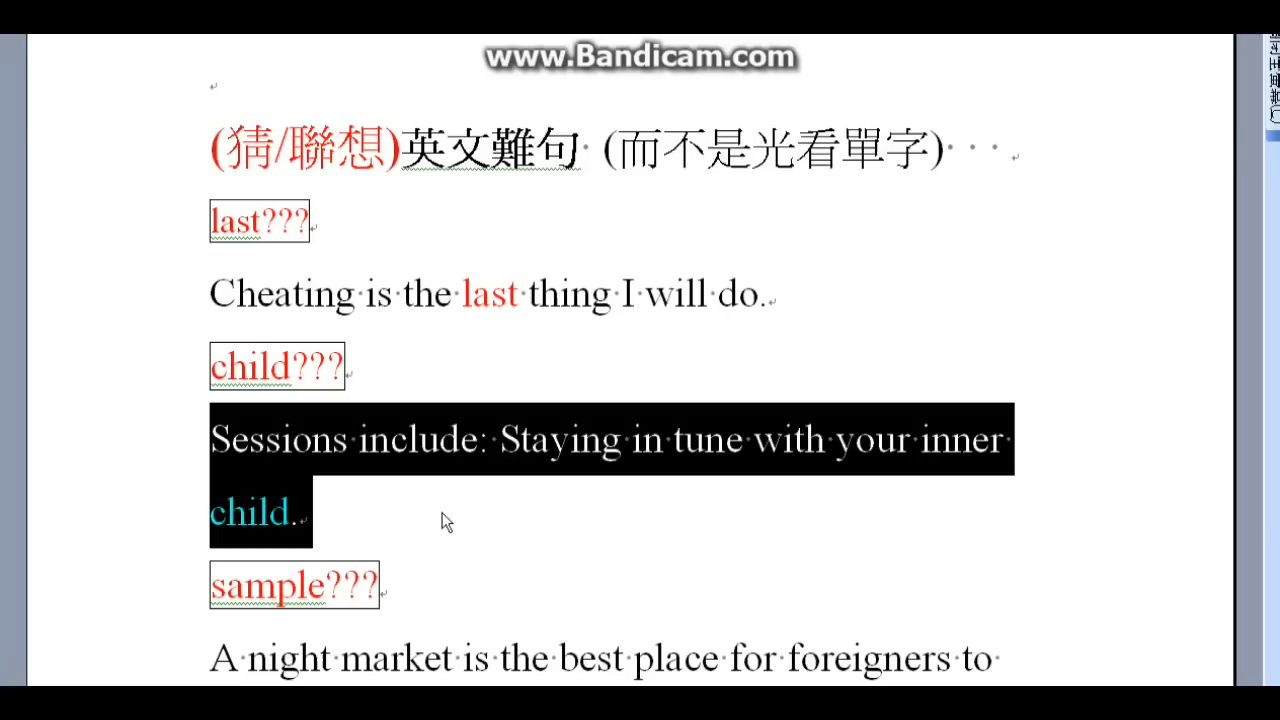 www.Bandicam.com
(猜/聯想)英文難句 (而不是光看單字)
last???
Cheating is the last thing I will do.
child???
Sessions include: Staying in tune with your inner
child.
sample???
A night market is the best place for foreigners to